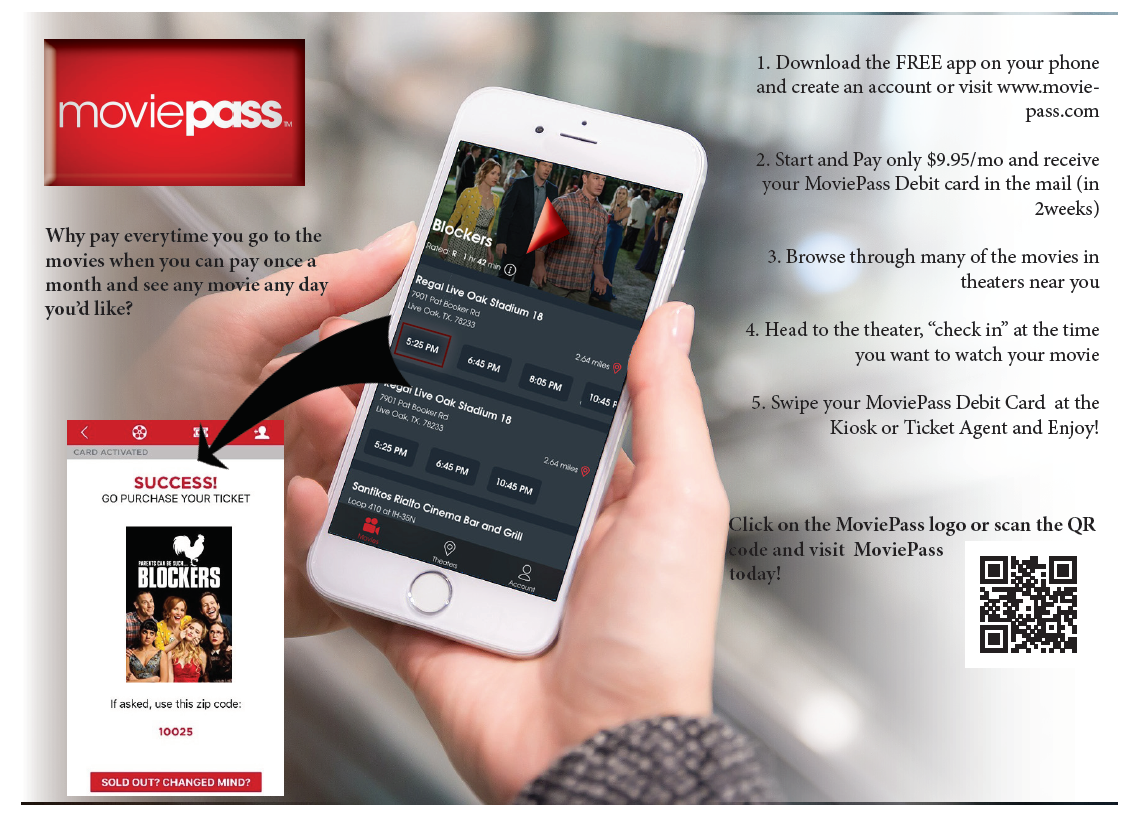 moviepass™
Why pay everytime you go to the
movies when you can pay once a
month and see any movie any day
you'd like?
1. Download the FREE app on your phone
and create an account or visit www.movie-
pass.com
2. Start and Pay only $9.95/mo and receive
your MoviePass Debit card in the mail (in
2weeks)
3. Browse through many of the movies in
theaters near you
4. Head to the theater, “check in” at the time
you want to watch your movie
5. Swipe your MoviePass Debit Card at the
Kiosk or Ticket Agent and Enjoy!
Click on the MoviePass logo or scan the QR
code and visit MoviePass
today!
Blockers
Rated: R 1 hr 42 min
Regal Live Oak Stadium 18
7901 Pat Booker Rd
Live Oak, TX, 78233
2.64 miles
5:25 PM 6:45 PM 8:05 PM 10:45 P
Regal Live Oak Stadium 18
7901 Pat Booker Rd
Live Oak, TX, 78233
2.64 miles
5:25 PM 6:45 PM 10:45 PM
Santikos Rialto Cinema Bar and Grill
Loop 410 at IH-35N
Movies Theaters Account
CARD ACTIVATED
SUCCESS!
GO PURCHASE YOUR TICKET
PARENTS CAN BE SUCH...
BLOCKERS
If asked, use this zip code:
10025
SOLD OUT? CHANGED MIND?